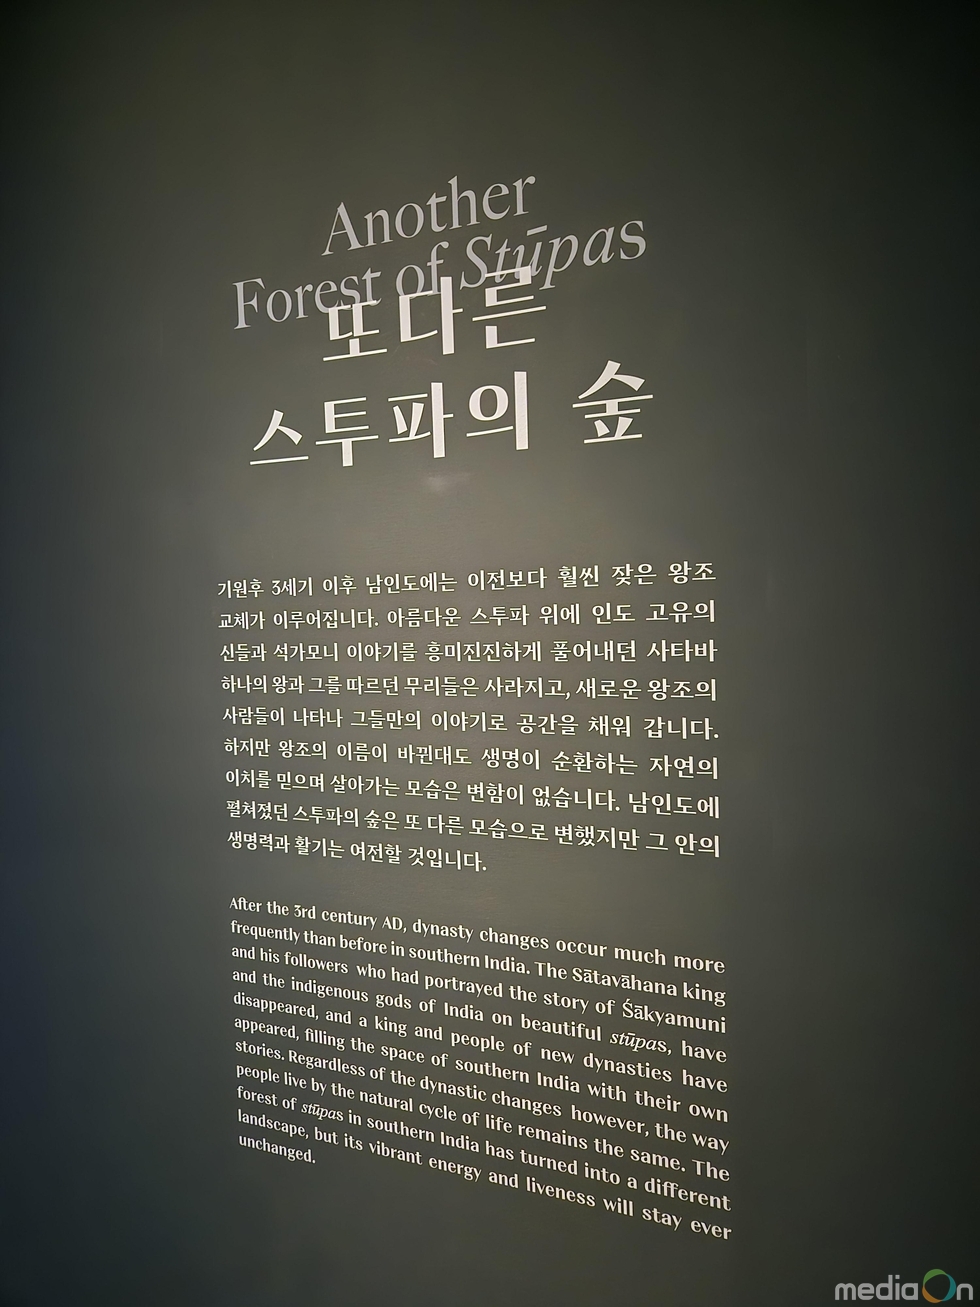 Another
Forest of Stūpas
또다른
스투파의 숲
기원후 3세기 이후 남인도에는 이전보다 훨씬 잦은 왕조
교체가 이루어집니다. 아름다운 스투파 위에 인도 고유의
신들과 석가모니 이야기를 흥미진진하게 풀어내던 사타바
하나의 왕과 그를 따르던 무리들은 사라지고, 새로운 왕조의
사람들이 나타나 그들만의 이야기로 공간을 채워 갑니다.
하지만 왕조의 이름이 바뀐대도 생명이 순환하는 자연의
이치를 믿으며 살아가는 모습은 변함이 없습니다. 남인도에
펼쳐졌던 스투파의 숲은 또 다른 모습으로 변했지만 그 안의
생명력과 활기는 여전할 것입니다.
After the 3rd century AD, dynasty changes occur much more
frequently than before in southern India. The Sātavāhana king
and his followers who had portrayed the story of Śākyamuni
and the indigenous gods of India on beautiful stūpas, have
disappeared, and a king and people of new dynasties have
appeared, filling the space of southern India with their own
stories. Regardless of the dynastic changes however, the way
people live by the natural cycle of life remains the same. The
forest of stūpas in southern India has turned into a different
landscape, but its vibrant energy and liveness will stay ever
unchanged.
mediaOn